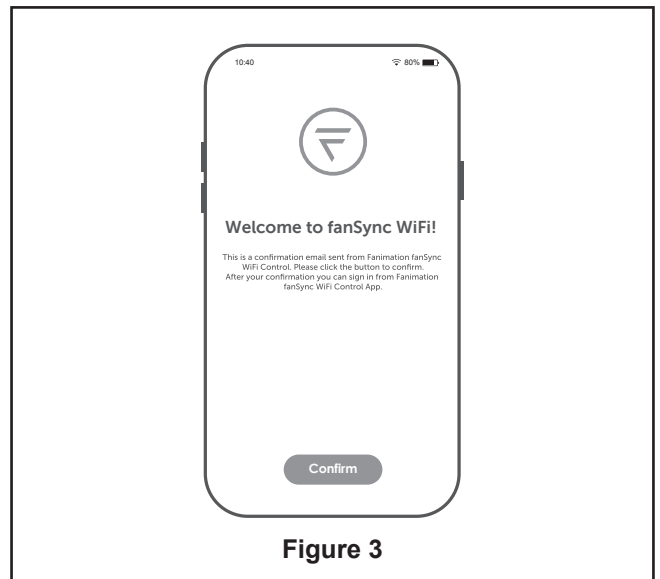 10:40 80%
Welcome to fanSync WiFi!
This is a confirmation email sent from Fanimation fanSync
WiFi Control. Please click the button to confirm.
After your confirmation you can sign in from Fanimation
fanSync WiFi Control App.
Confirm
Figure 3